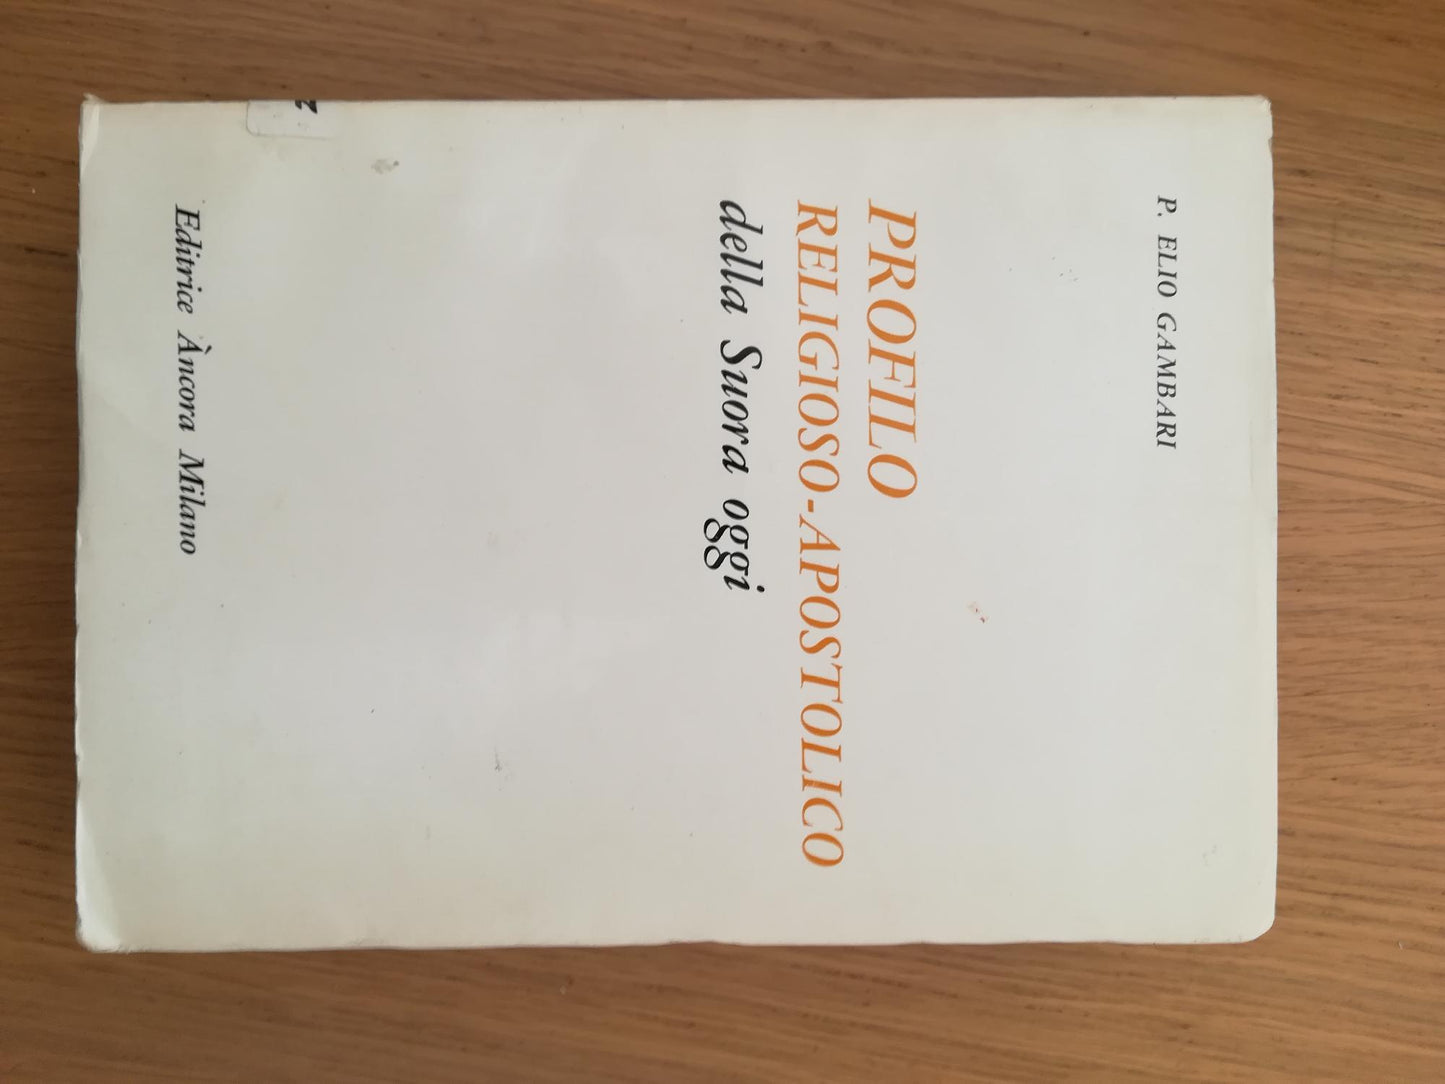 P. ELIO GAMBARI
PROFILO
RELIGIOSO-APOSTOLICO
della Suora oggi
Editrice Àncora Milano